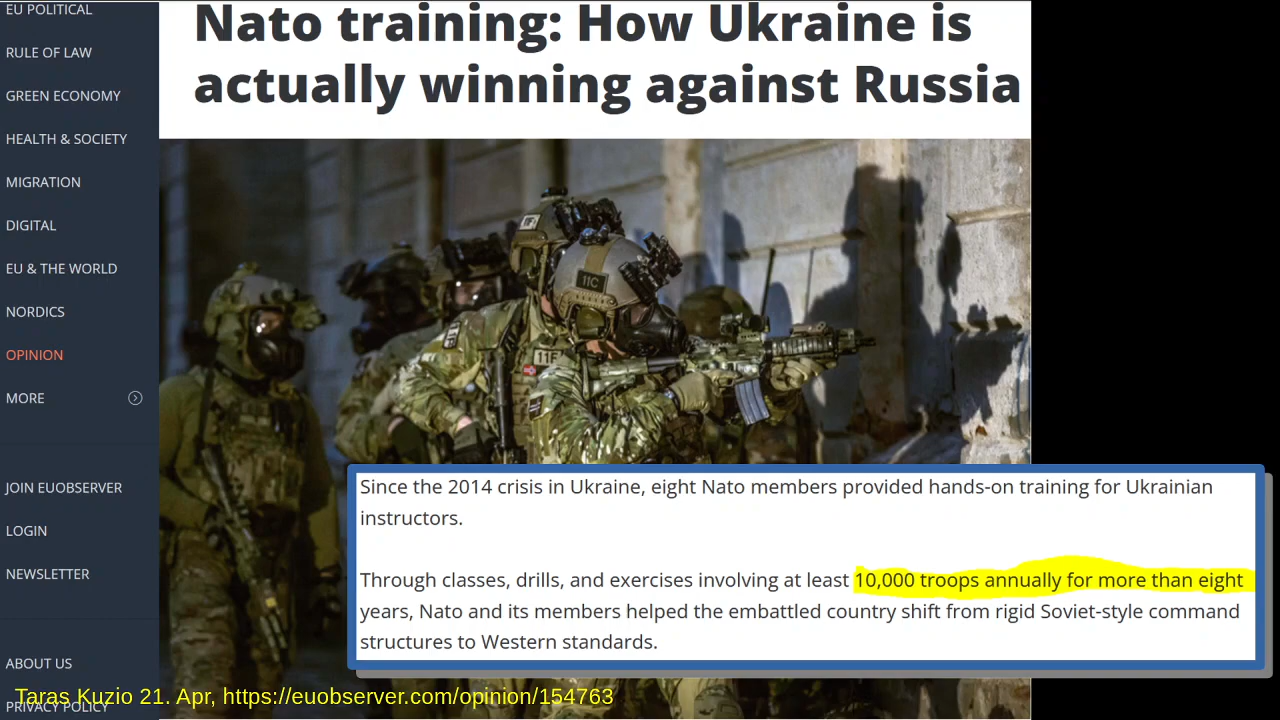 EU POLITICAL
RULE OF LAW
GREEN ECONOMY
HEALTH & SOCIETY
MIGRATION
DIGITAL
EU & THE WORLD
NORDICS
OPINION
MORE
JOIN EUOBSERVER
LOGIN
NEWSLETTER
ABOUT US
PRIVACY POLICY
Nato training: How Ukraine is
actually winning against Russia
11C
11F
Since the 2014 crisis in Ukraine, eight Nato members provided hands-on training for Ukrainian
instructors.
Through classes, drills, and exercises involving at least 10,000 troops annually for more than eight
years, Nato and its members helped the embattled country shift from rigid Soviet-style command
structures to Western standards.
Taras Kuzio 21. Apr, https://euobserver.com/opinion/154763